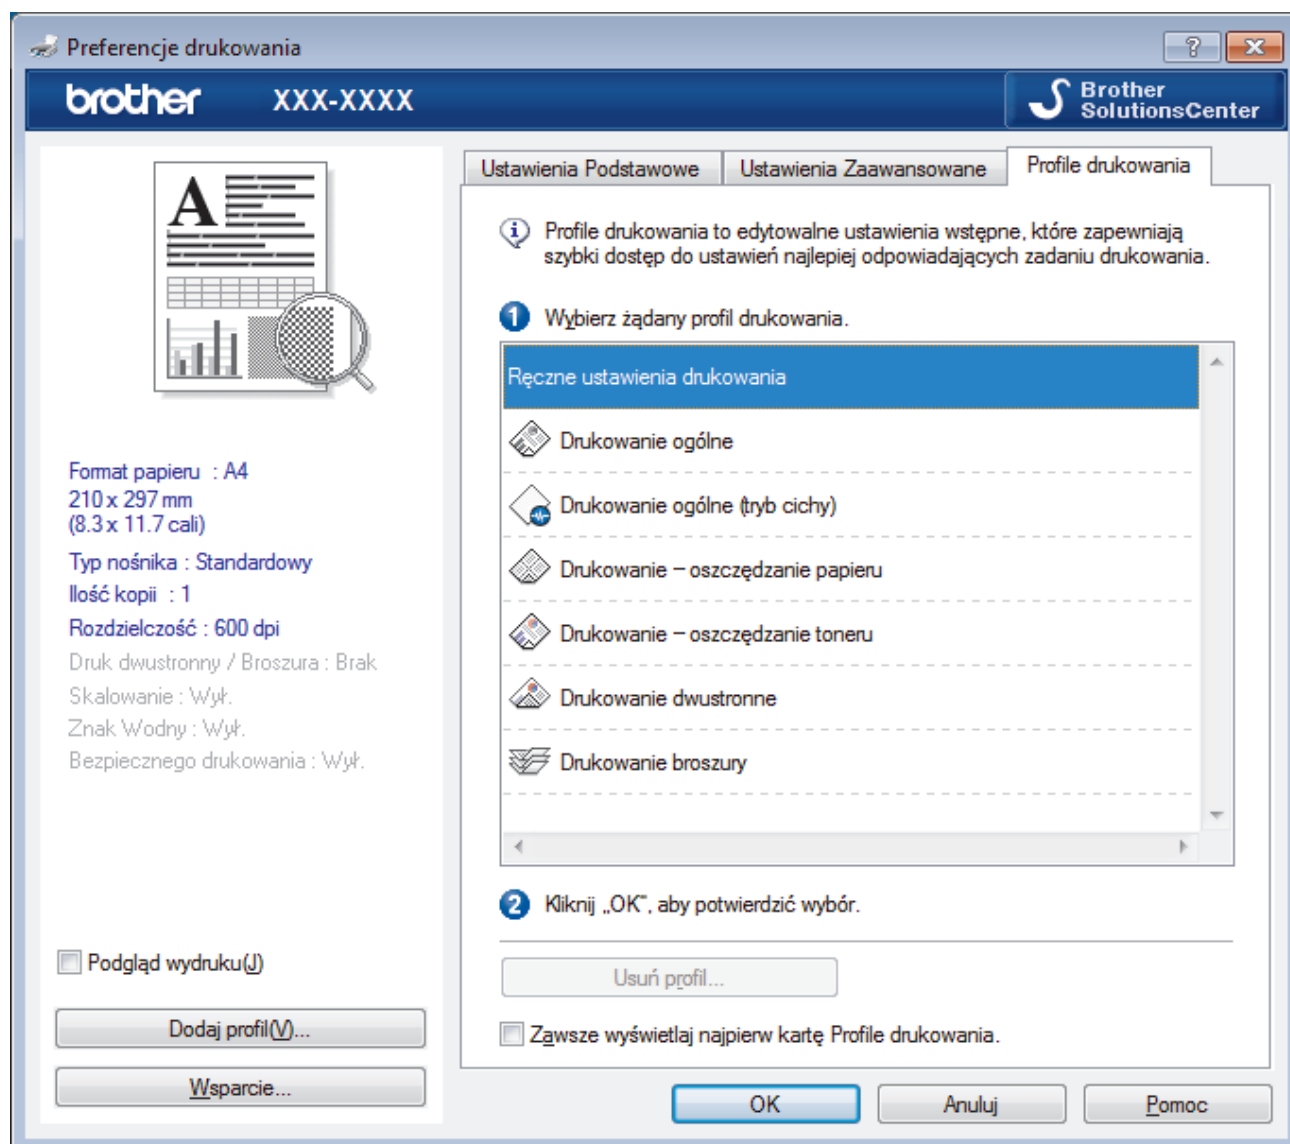 Preferencje drukowania
brother XXX-XXXX
Brother
SolutionsCenter
A
Format papieru : A4
210 x 297 mm
(8.3 x 11.7 cali)
Typ nośnika : Standardowy
Ilość kopii : 1
Rozdzielczość : 600 dpi
Druk dwustronny / Broszura : Brak
Skalowanie : Wył.
Znak Wodny : Wył.
Bezpiecznego drukowania : Wył.
Podgląd wydruku(J)
Dodaj profil(V)...
Wsparcie...
Ustawienia Podstawowe
Ustawienia Zaawansowane
Profile drukowania
Profile drukowania to edytowalne ustawienia wstępne, które zapewniają
szybki dostęp do ustawień najlepiej odpowiadających zadaniu drukowania.
1 Wybierz żądany profil drukowania.
Ręczne ustawienia drukowania
Drukowanie ogólne
Drukowanie ogólne (tryb cichy)
Drukowanie – oszczędzanie papieru
Drukowanie – oszczędzanie toneru
Drukowanie dwustronne
Drukowanie broszury
2 Kliknij „OK”, aby potwierdzić wybór.
Usuń profil...
Zawsze wyświetlaj najpierw kartę Profile drukowania.
OK
Anuluj
Pomoc